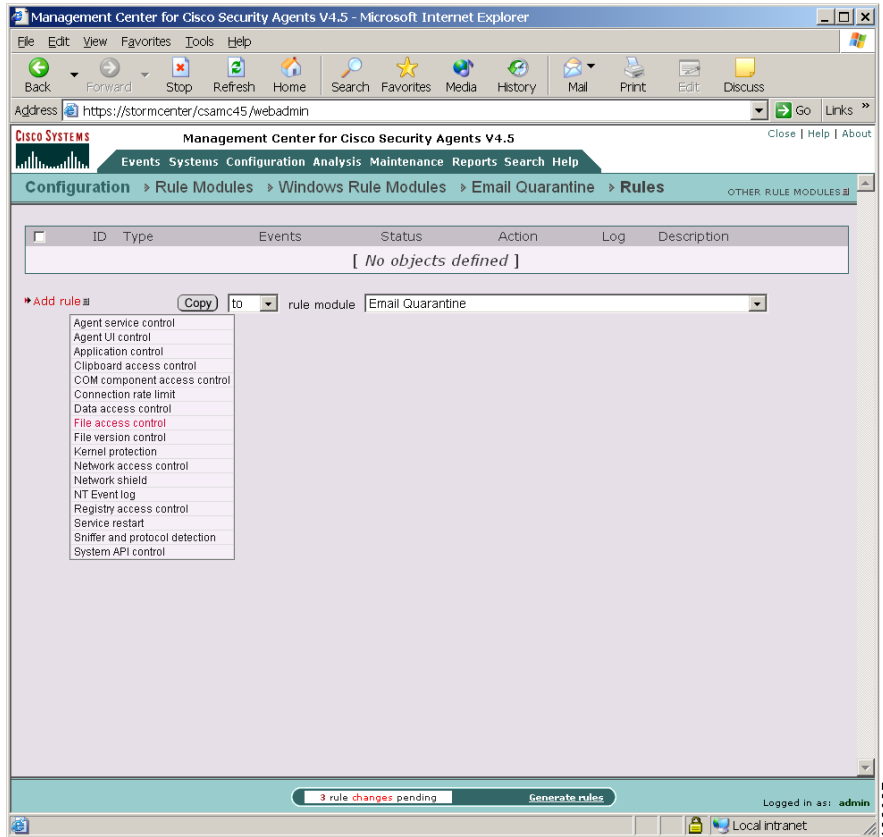 Management Center for Cisco Security Agents V4.5 - Microsoft Internet Explorer
File Edit View Favorites Tools Help
Back Forward Stop Refresh Home Search Favorites Media History Mail Print Edit Discuss
Address https://stormcenter/csamc45/webadmin Go Links »
CISCO SYSTEMS Management Center for Cisco Security Agents V4.5 Close | Help | About
Events Systems Configuration Analysis Maintenance Reports Search Help
Configuration Rule Modules Windows Rule Modules Email Quarantine Rules OTHER RULE MODULES
ID Type Events Status Action Log Description
[ No objects defined ]
Add rule Copy to rule module Email Quarantine
Agent service control
Agent UI control
Application control
Clipboard access control
COM component access control
Connection rate limit
Data access control
File access control
File version control
Kernel protection
Network access control
Network shield
NT Event log
Registry access control
Service restart
Sniffer and protocol detection
System API control
3 rule changes pending Generate rules
Logged in as: admin
Local intranet